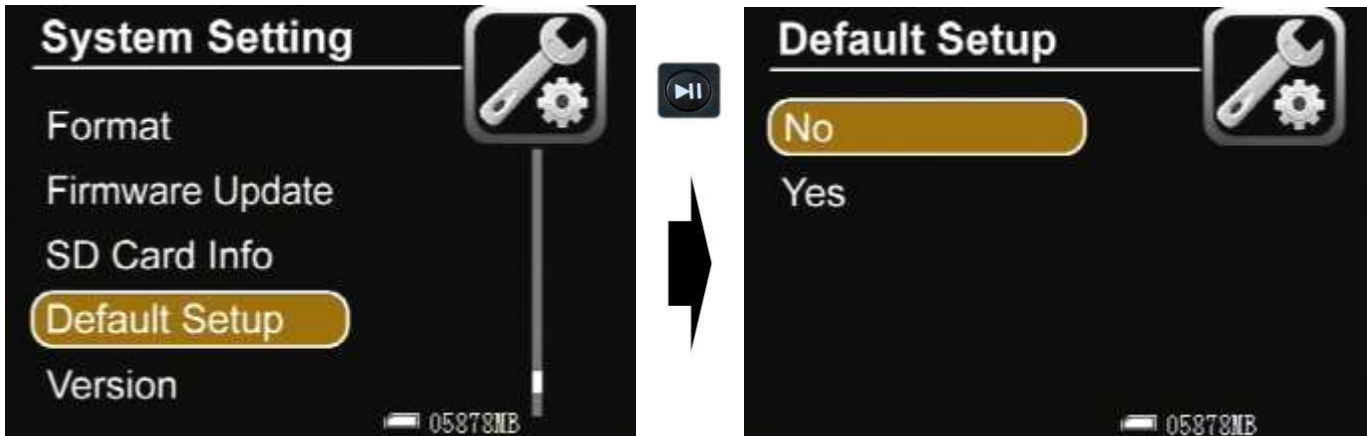 System Setting
Format
Firmware Update
SD Card Info
Default Setup
Version
05878MB
Default Setup
No
Yes
05878MB